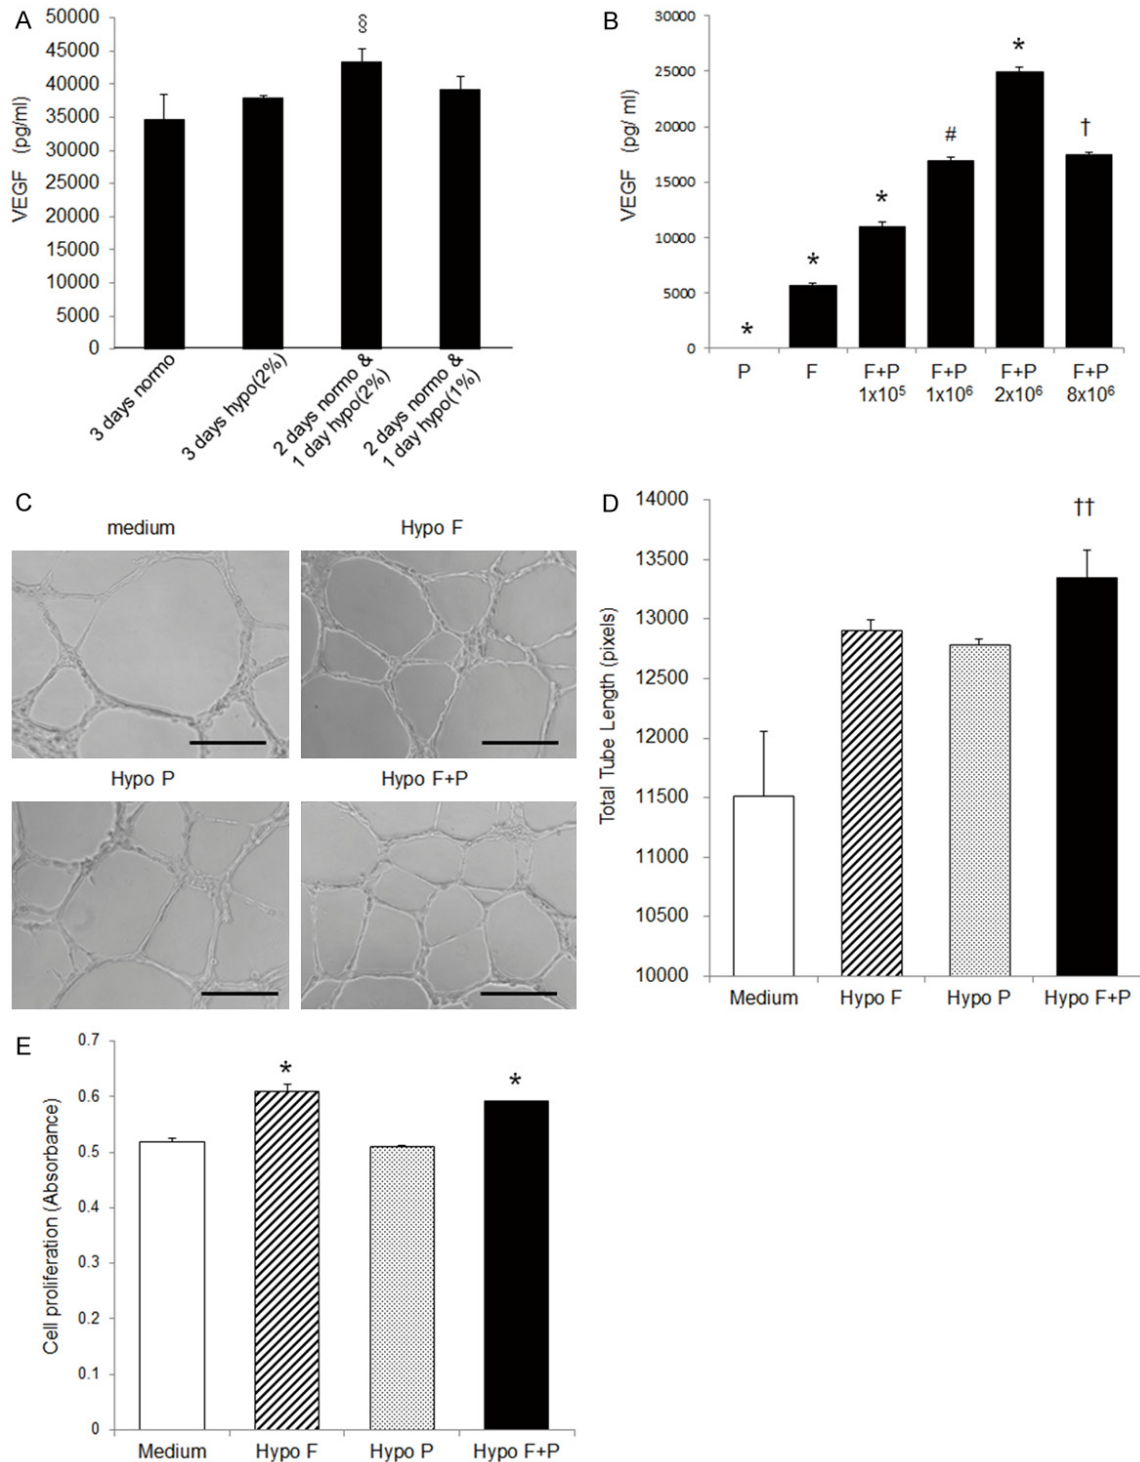 A
VEGF (pg/ml)
50000
45000
40000
35000
30000
25000
20000
15000
10000
5000
0
§
3 days normo
3 days hypo(2%)
2 days normo &
1 day hypo(2%)
2 days normo &
1 day hypo(1%)
B
VEGF (pg/ ml)
30000
25000
20000
15000
10000
5000
0
*
*
*
#
*
†
P
F
F+P
1x10⁵
F+P
1x10⁶
F+P
2x10⁶
F+P
8x10⁶
C
medium
Hypo F
Hypo P
Hypo F+P
D
Total Tube Length (pixels)
14000
13500
13000
12500
12000
11500
11000
10500
10000
††
Medium
Hypo F
Hypo P
Hypo F+P
E
Cell proliferation (Absorbance)
0.7
0.6
0.5
0.4
0.3
0.2
0.1
0
*
*
Medium
Hypo F
Hypo P
Hypo F+P